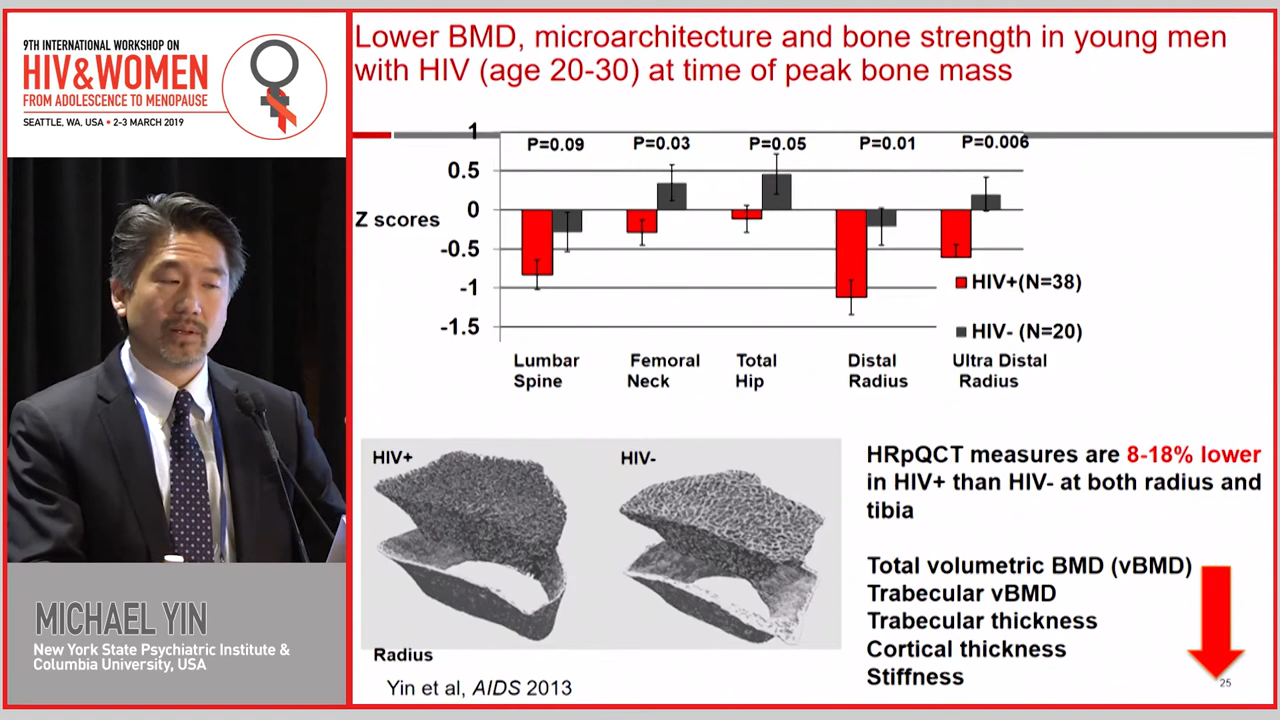 9TH INTERNATIONAL WORKSHOP ON
HIV&WOMEN
FROM ADOLESCENCE TO MENOPAUSE
SEATTLE, WA, USA • 2-3 MARCH 2019
MICHAEL YIN
New York State Psychiatric Institute &
Columbia University, USA
Lower BMD, microarchitecture and bone strength in young men
with HIV (age 20-30) at time of peak bone mass
1
P=0.09 P=0.03 P=0.05 P=0.01 P=0.006
0.5
Z scores 0
-0.5
-1
-1.5
HIV+(N=38)
HIV- (N=20)
Lumbar Femoral Total Distal Ultra Distal
Spine Neck Hip Radius Radius
HIV+ HIV-
Radius
Yin et al, AIDS 2013
HRpQCT measures are 8-18% lower
in HIV+ than HIV- at both radius and
tibia
Total volumetric BMD (vBMD)
Trabecular vBMD
Trabecular thickness
Cortical thickness
Stiffness
25